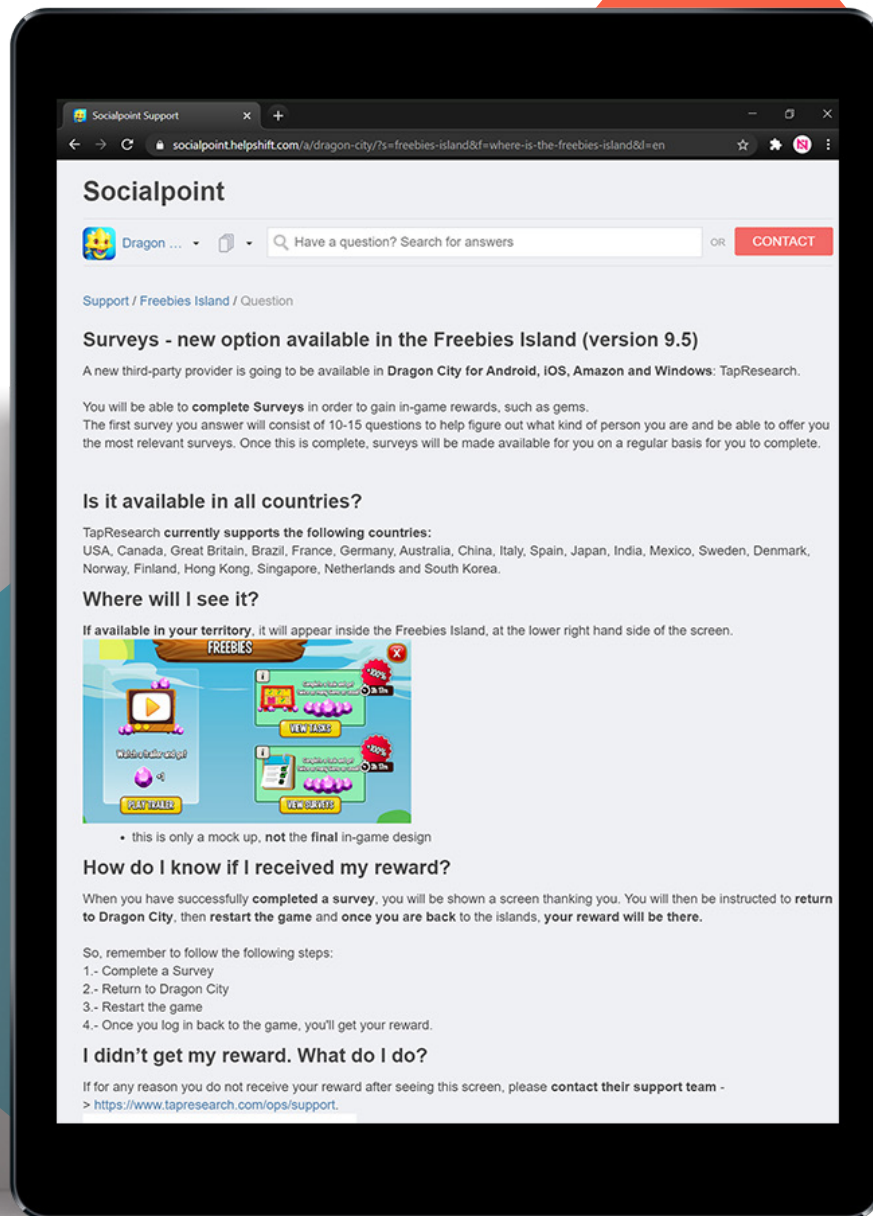 Socialpoint Support
socialpoint.helpshift.com/a/dragon-city/?s=freebies-island&f=where-is-the-freebies-island&l=en
Socialpoint
Dragon ...
Have a question? Search for answers
OR
CONTACT
Support / Freebies Island / Question
Surveys - new option available in the Freebies Island (version 9.5)
A new third-party provider is going to be available in Dragon City for Android, iOS, Amazon and Windows: TapResearch.
You will be able to complete Surveys in order to gain in-game rewards, such as gems.
The first survey you answer will consist of 10-15 questions to help figure out what kind of person you are and be able to offer you
the most relevant surveys. Once this is complete, surveys will be made available for you on a regular basis for you to complete.
Is it available in all countries?
TapResearch currently supports the following countries:
USA, Canada, Great Britain, Brazil, France, Germany, Australia, China, Italy, Spain, Japan, India, Mexico, Sweden, Denmark,
Norway, Finland, Hong Kong, Singapore, Netherlands and South Korea.
Where will I see it?
If available in your territory, it will appear inside the Freebies Island, at the lower right hand side of the screen.
FREEBIES
+100%
2h 17m
VIEW TASKS
Watch a trailer and get
+1
PLAY TRAILER
+100%
2h 17m
VIEW SURVEYS
• this is only a mock up, not the final in-game design
How do I know if I received my reward?
When you have successfully completed a survey, you will be shown a screen thanking you. You will then be instructed to return
to Dragon City, then restart the game and once you are back to the islands, your reward will be there.
So, remember to follow the following steps:
1.- Complete a Survey
2.- Return to Dragon City
3.- Restart the game
4.- Once you log in back to the game, you'll get your reward.
I didn't get my reward. What do I do?
If for any reason you do not receive your reward after seeing this screen, please contact their support team -
> https://www.tapresearch.com/ops/support.